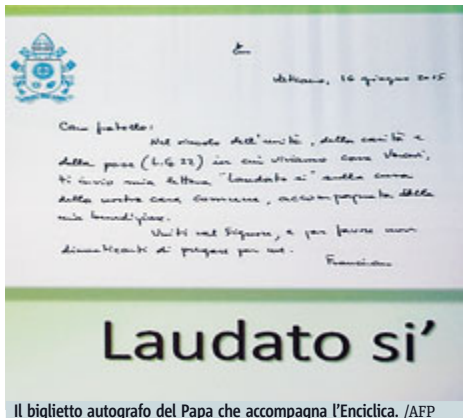 Vaticano, 16 giugno 2015
Caro fratello:
Nel vincolo dell'unità, della carità e
della pace (LG 22) in cui viviamo come Vescovi,
ti invio mia lettera "Laudato si'" sulla cura
della nostra casa comune, accompagnata dalla
mia benedizione.
Uniti nel Signore, e per favore non
dimenticarti di pregare per me.
Laudato si'
Il biglietto autografo del Papa che accompagna l'Enciclica. /AFP